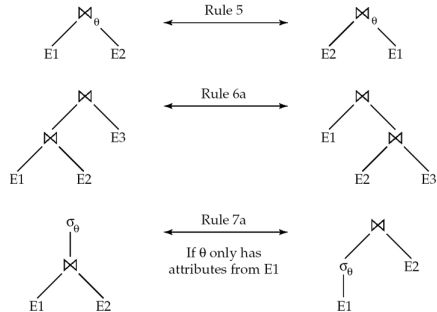 ⋈θ Rule 5 ⋈θ
E1 E2 E2 E1
⋈ Rule 6a ⋈
⋈ E3 E1 ⋈
E1 E2 E2 E3
σθ Rule 7a ⋈
⋈ If θ only has σθ E2
attributes from E1
E1 E2 E1